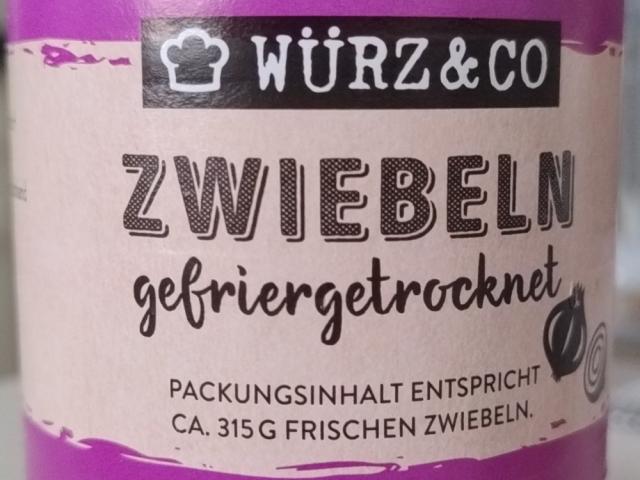 WÜRZ&CO
ZWIEBELN
gefriergetrocknet
PACKUNGSINHALT ENTSPRICHT
CA. 315 G FRISCHEN ZWIEBELN.